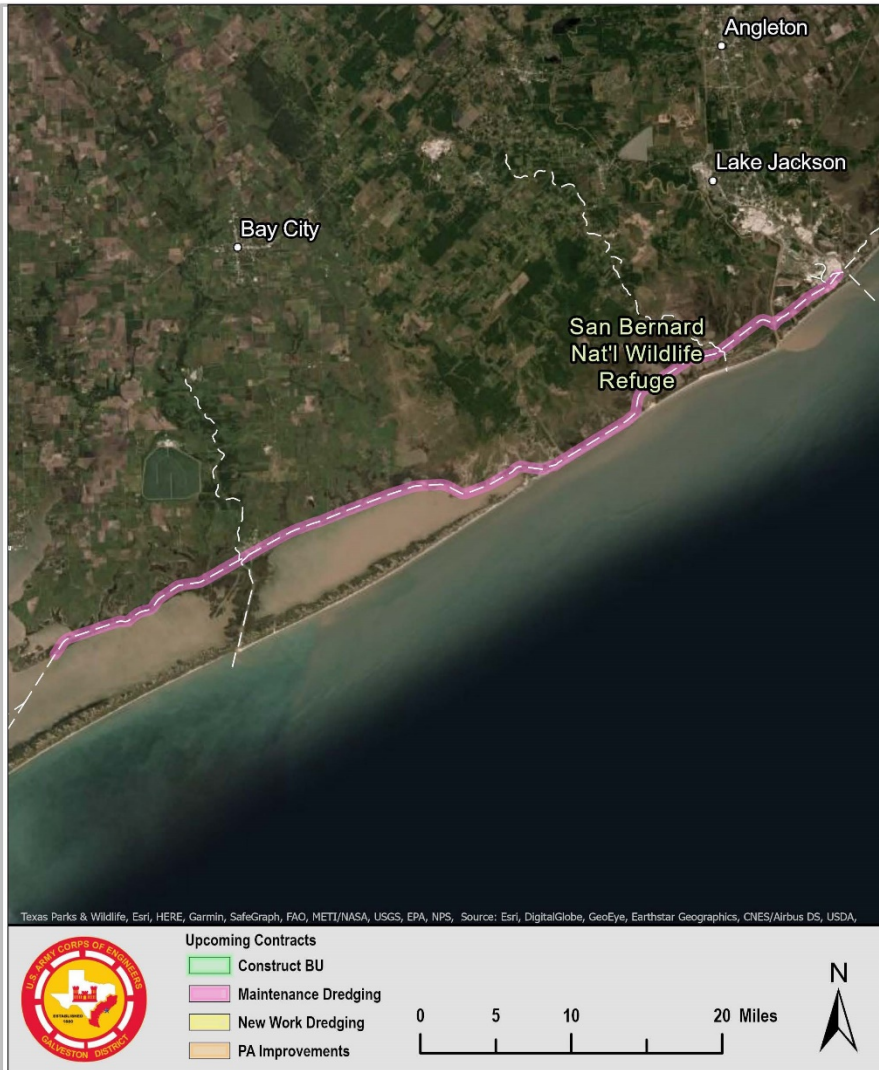 Angleton
Lake Jackson
Bay City
San Bernard
Nat'l Wildlife
Refuge
Texas Parks & Wildlife, Esri, HERE, Garmin, SafeGraph, FAO, METI/NASA, USGS, EPA, NPS, Source: Esri, DigitalGlobe, GeoEye, Earthstar Geographics, CNES/Airbus DS, USDA,
U.S. ARMY CORPS OF ENGINEERS
GALVESTON DISTRICT
Upcoming Contracts
Construct BU
Maintenance Dredging
New Work Dredging
PA Improvements
0 5 10 20 Miles
N